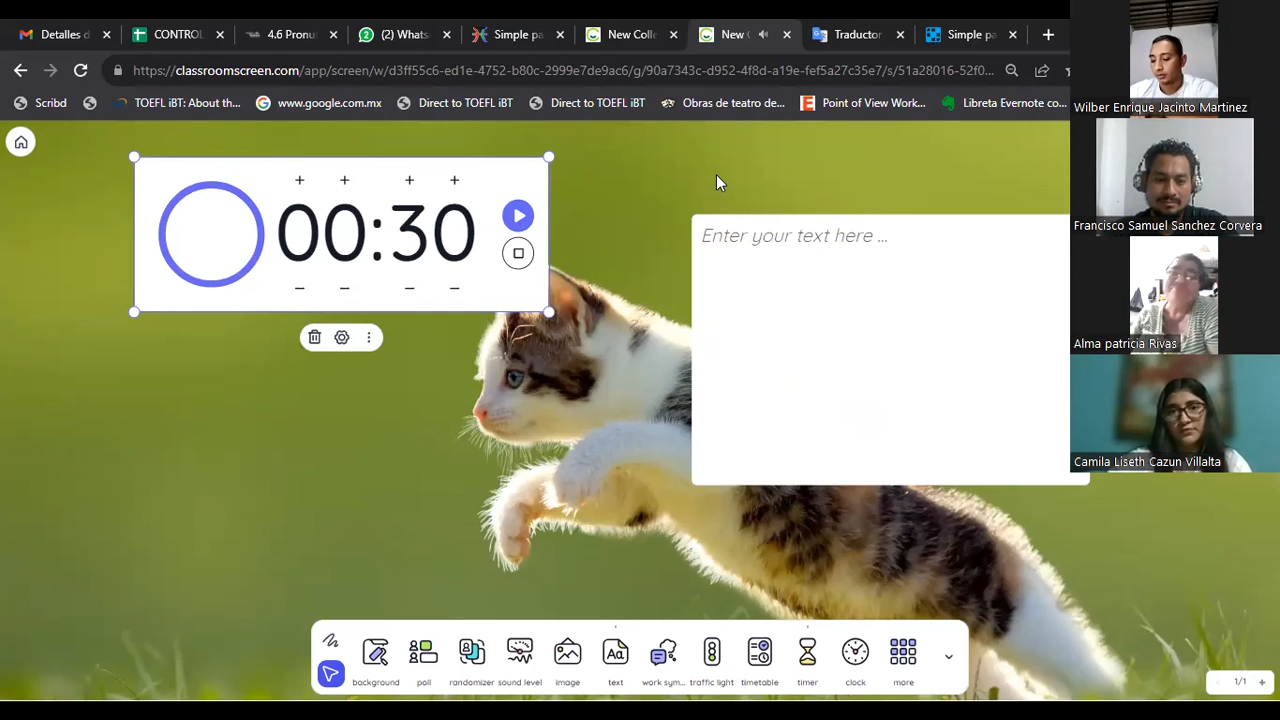 Detalles d
CONTRO
4.6 Pronu
(2) Whats
Simple pa
New Colle
New C
Traductor
Simple pa
https://classroomscreen.com/app/screen/w/d3ff55c6-e
-4752-b80c-2999e7de9ac6/g/90a7343c-d952-4f8d-a19e-fef5a27c35e7/s/51a28016-52f0...
Scribd
TOEFL iBT: About th...
www.google.com.mx
Direct to TOEFL iBT
Direct to TOEFL iBT
Obras de teatro de...
Point of View Work...
Libreta Evernote co...
Wilber Enrique Jacinto Martinez
Francisco Samuel Sanchez Corvera
Alma patricia Rivas
Camila Liseth Cazun Villalta
+ + + +
00:30
− − − −
Enter your text here ...
background
poll
randomizer
sound level
image
Aa
text
work sym...
traffic light
timetable
timer
clock
more
1/1